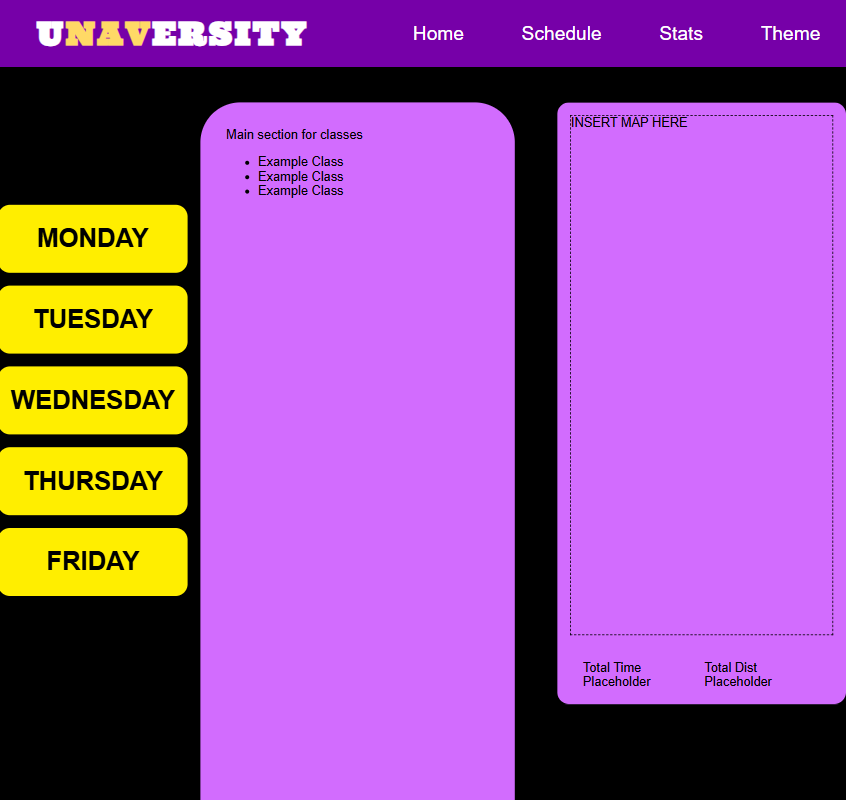 UNAVERSITY
Home
Schedule
Stats
Theme
MONDAY
TUESDAY
WEDNESDAY
THURSDAY
FRIDAY
Main section for classes
Example Class
Example Class
Example Class
INSERT MAP HERE
Total Time
Placeholder
Total Dist
Placeholder